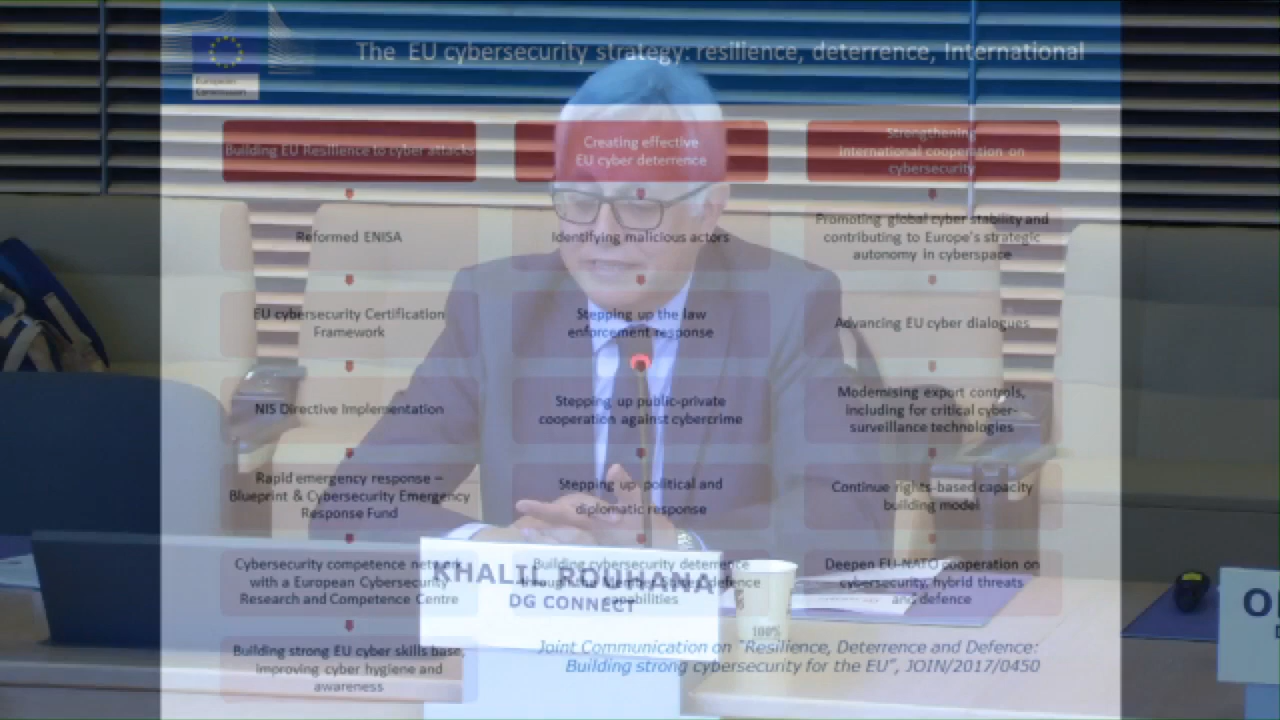 European
Commission
The EU cybersecurity strategy: resilience, deterrence, International
Building EU Resilience to cyber attacks
Reformed ENISA
EU cybersecurity Certification
Framework
NIS Directive Implementation
Rapid emergency response –
Blueprint & Cybersecurity Emergency
Response Fund
Cybersecurity competence network
with a European Cybersecurity
Research and Competence Centre
Building strong EU cyber skills base,
improving cyber hygiene and
awareness
Creating effective
EU cyber deterrence
Identifying malicious actors
Stepping up the law
enforcement response
Stepping up public-private
cooperation against cybercrime
Stepping up political and
diplomatic response
Building cybersecurity deterrence
through defence
capabilities
Strengthening
international cooperation on
cybersecurity
Promoting global cyber stability and
contributing to Europe's strategic
autonomy in cyberspace
Advancing EU cyber dialogues
Modernising export controls,
including for critical cyber-
surveillance technologies
Continue rights-based capacity
building model
Deepen EU-NATO cooperation on
cybersecurity, hybrid threats
and defence
Joint Communication on "Resilience, Deterrence and Defence:
Building strong cybersecurity for the EU", JOIN/2017/0450
KHALIL ROUHANA
DG CONNECT
100%